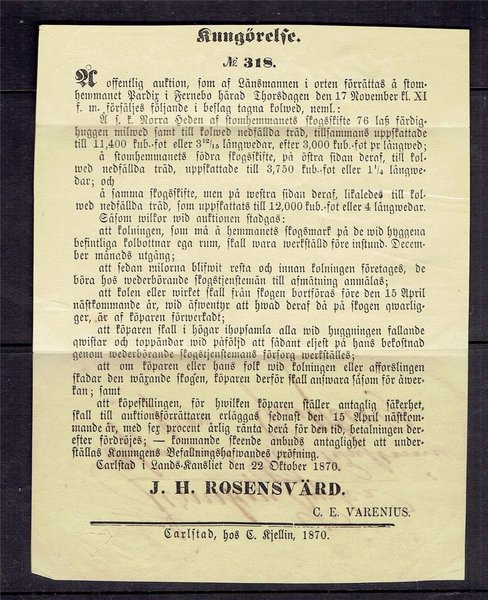 Kungörelse.
№ 318.
Å offentlig auktion, som af Länsmannen i orten förrättas å stom-
hemmanet Pardix i Fernebo härad Thorsdagen den 17 November kl. XI
f. m. försäljes följande i beslag tagna kolwed, neml.:
Å s. k. Norra Heden af stomhemmanets skogsskifte 76 laß färdig-
huggen milwed samt till kolwed nedfällda träd, tillsammans uppskattade
till 11,400 kub.-fot eller 3 12/15 långwedar, efter 3,000 kub.-fot pr långwed;
å stomhemmanets södra skogsskifte, på östra sidan deraf, till kol-
wed nedfällda träd, uppskattade till 3,750 kub.-fot eller 1 1/4 långwe-
dar; och
å samma skogsskifte, men på westra sidan deraf, likaledes till kol-
wed nedfällda träd, som uppskattats till 12,000 kub.-fot eller 4 långwedar.
Såsom wilkor wid auktionen stadgas:
att kolningen, som må å hemmanets skogsmark på de wid hyggena
befintliga kolbottnar ega rum, skall wara werkställd före instund. Decem-
ber månads utgång;
att sedan milorna blifwit resta och innan kolningen företages, de
böra hos wederbörande skogstjensteman till afmätning anmälas;
att kolen eller wirket skall från skogen bortföras före den 15 April
nästkommande år, wid äfwentyr att hwad deraf då på skogen qwarlig-
ger, är af köparen förwerkadt;
att köparen skall i högar ihopsamla alla wid huggningen fallande
qwistar och toppändar wid påföljd att sådant eljest på hans bekostnad
genom wederbörande skogstjenstemans försorg werkställes;
att om köparen eller hans folk wid kolningen eller afforslingen
skadar den wäxande skogen, köparen derför skall answara såsom för åwer-
kan; samt
att köpeskillingen, för hwilken köparen ställer antaglig säkerhet,
skall till auktionsförrättaren erläggas sednast den 15 April nästkomman-
de år, med sex procent årlig ränta derå för den tid, betalningen der-
efter fördröjes; — kommande skeende anbuds antaglighet att under-
ställas Konungens Befallningshafwandes pröfning.
Carlstad i Lands-Kansliet den 22 Oktober 1870.
J. H. ROSENSVÄRD.
C. E. VARENIUS.
Carlstad, hos C. Kjellin, 1870.